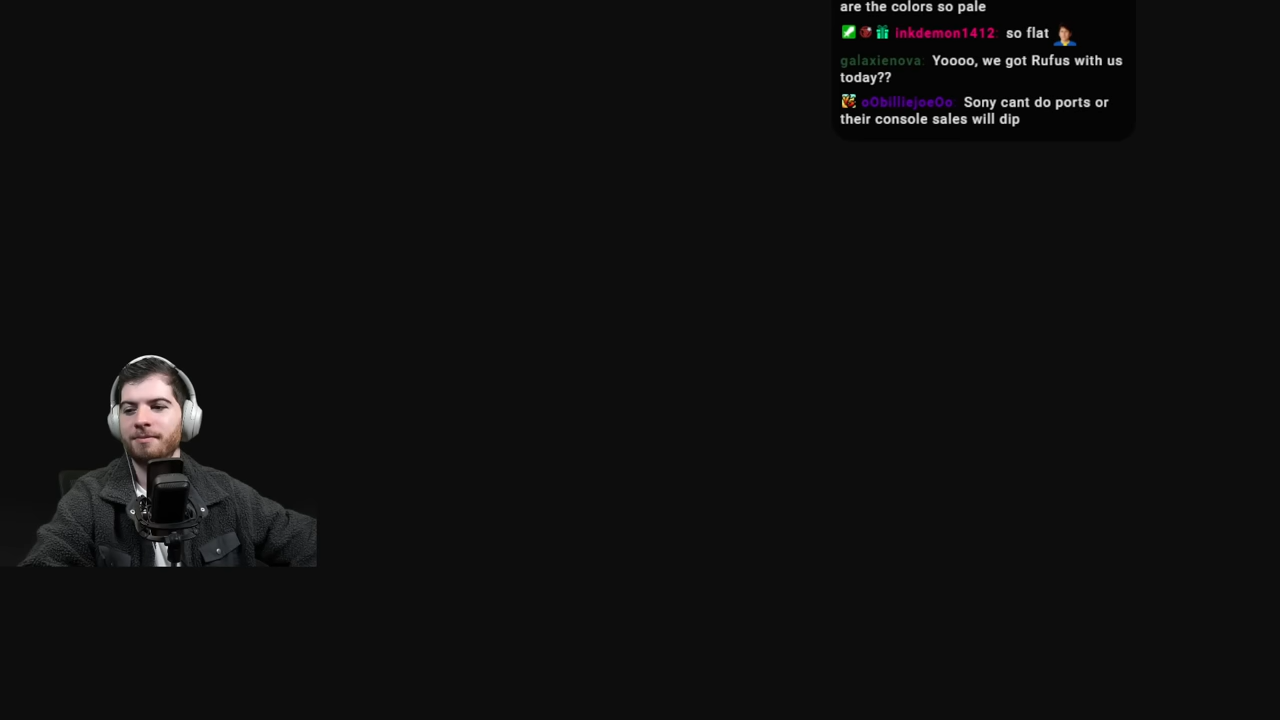 are the colors so pale
inkdemon1412: so flat
galaxienova: Yoooo, we got Rufus with us
today??
oObilliejoeOo: Sony cant do ports or
their console sales will dip